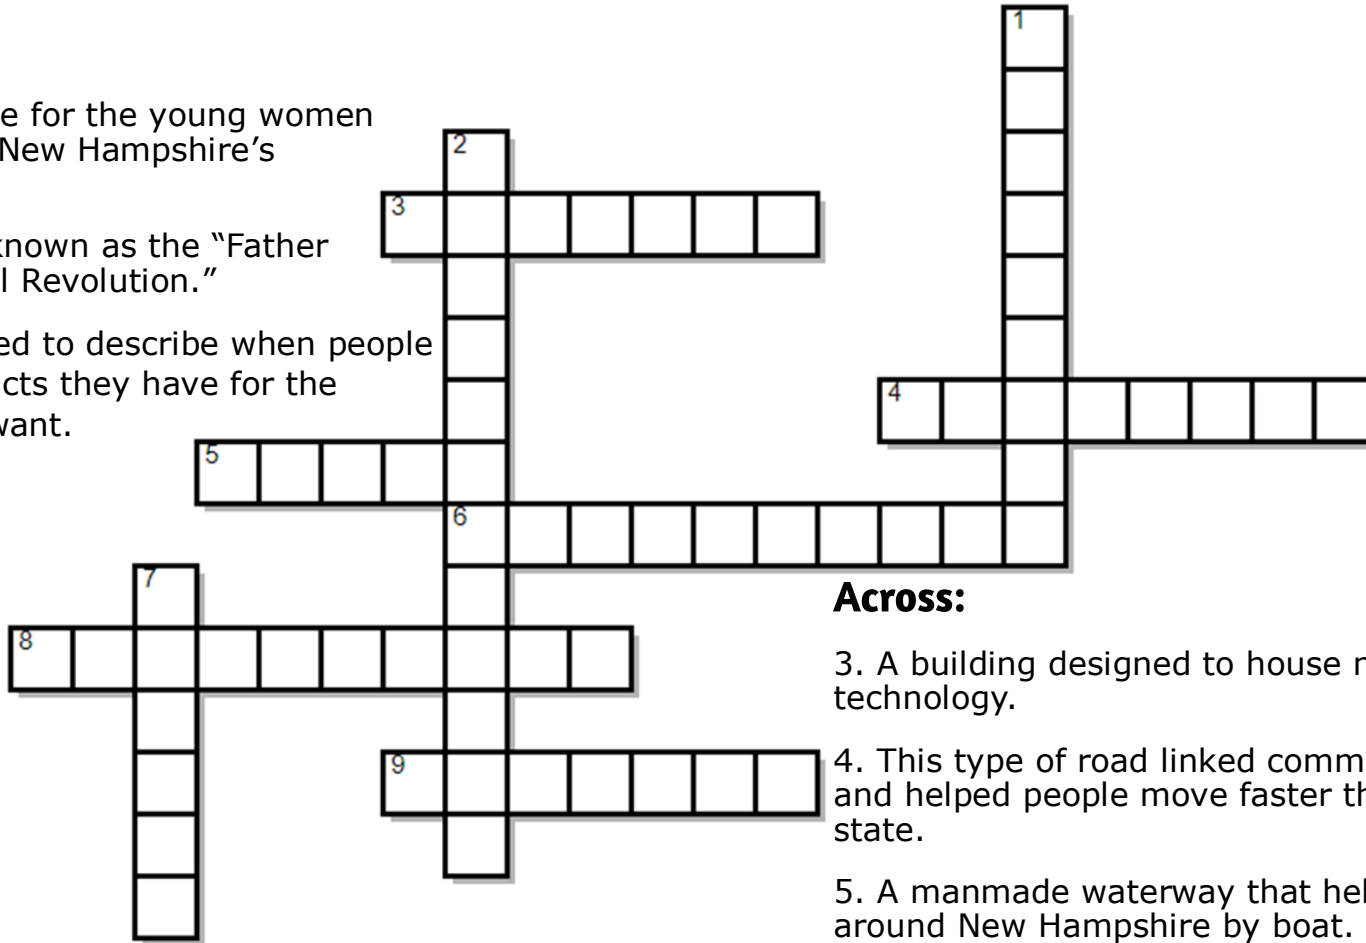 1
e for the young women
New Hampshire's
2
3
known as the “Father
l Revolution.”
ed to describe when people
cts they have for the
want.
4
5
6
7
8
9
Across:
3. A building designed to house
technology.
4. This type of road linked comm
and helped people move faster th
state.
5. A manmade waterway that hel
around New Hampshire by boat.